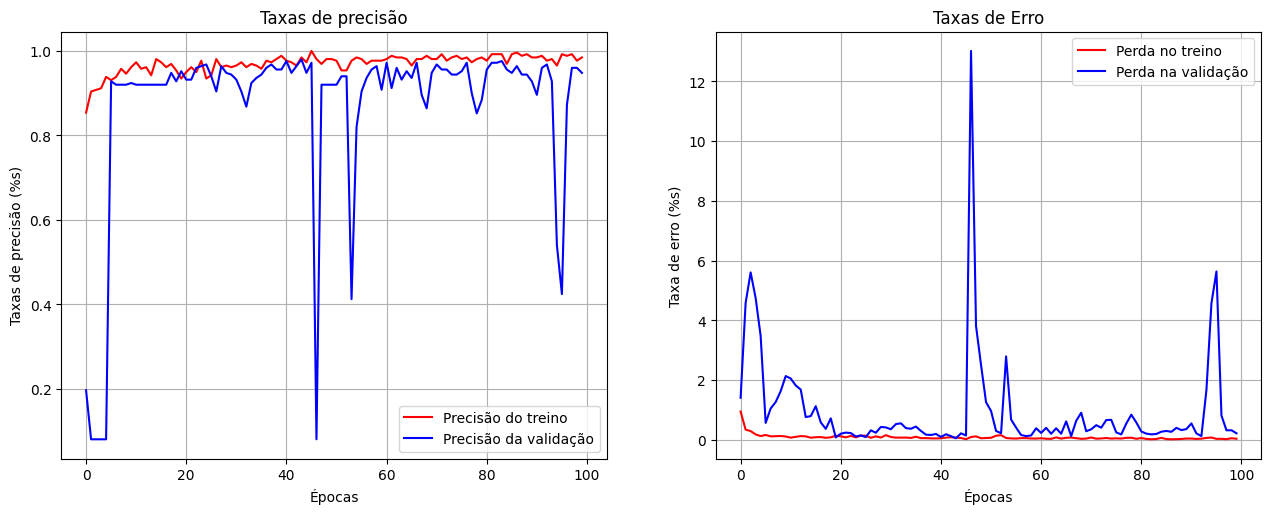 Taxas de precisão
Taxas de precisão (%s)
1.0
0.8
0.6
0.4
0.2
0
20
40
60
80
100
Épocas
Precisão do treino
Precisão da validação
Taxas de Erro
Taxa de erro (%s)
12
10
8
6
4
2
0
0
20
40
60
80
100
Épocas
Perda no treino
Perda na validação